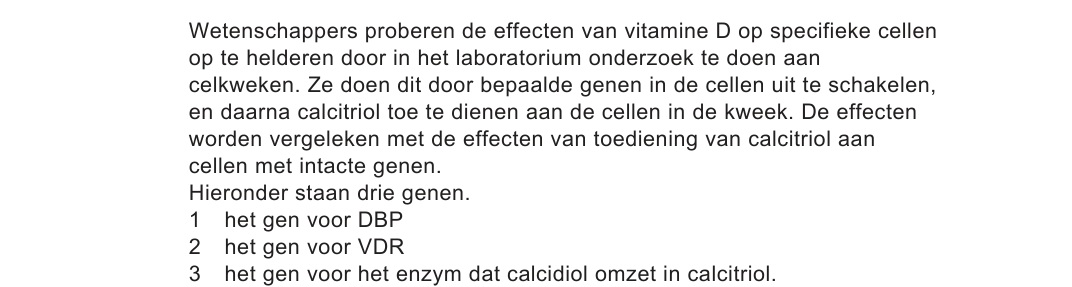 Wetenschappers proberen de effecten van vitamine D op specifieke cellen
op te helderen door in het laboratorium onderzoek te doen aan
celkweken. Ze doen dit door bepaalde genen in de cellen uit te schakelen,
en daarna calcitriol toe te dienen aan de cellen in de kweek. De effecten
worden vergeleken met de effecten van toediening van calcitriol aan
cellen met intacte genen.
Hieronder staan drie genen.
1 het gen voor DBP
2 het gen voor VDR
3 het gen voor het enzym dat calcidiol omzet in calcitriol.